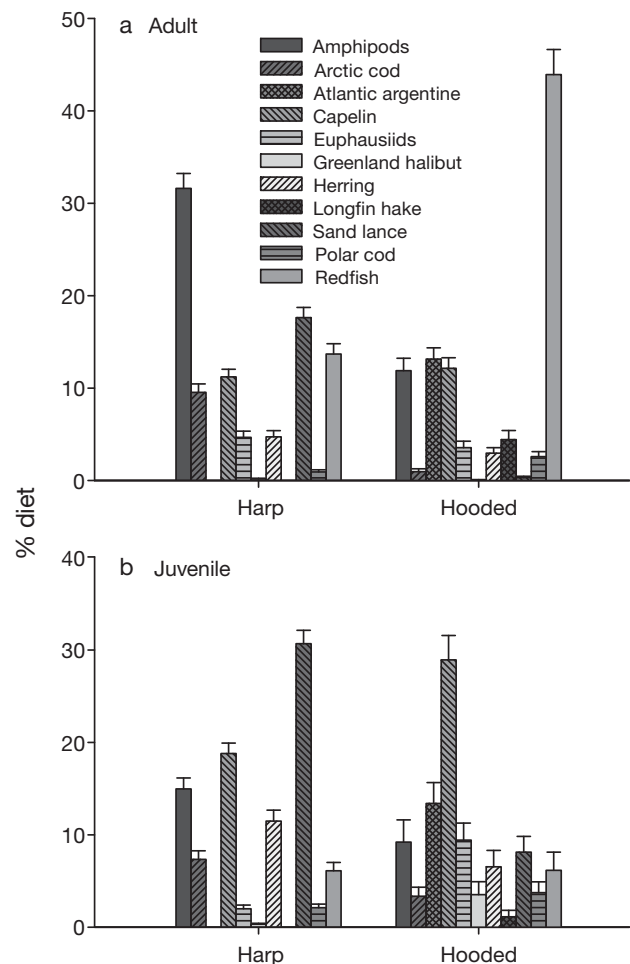 a Adult
Amphipods
Arctic cod
Atlantic argentine
Capelin
Euphausiids
Greenland halibut
Herring
Longfin hake
Sand lance
Polar cod
Redfish
50
40
30
20
10
0
Harp Hooded
% diet
b Juvenile
40
30
20
10
0
Harp Hooded